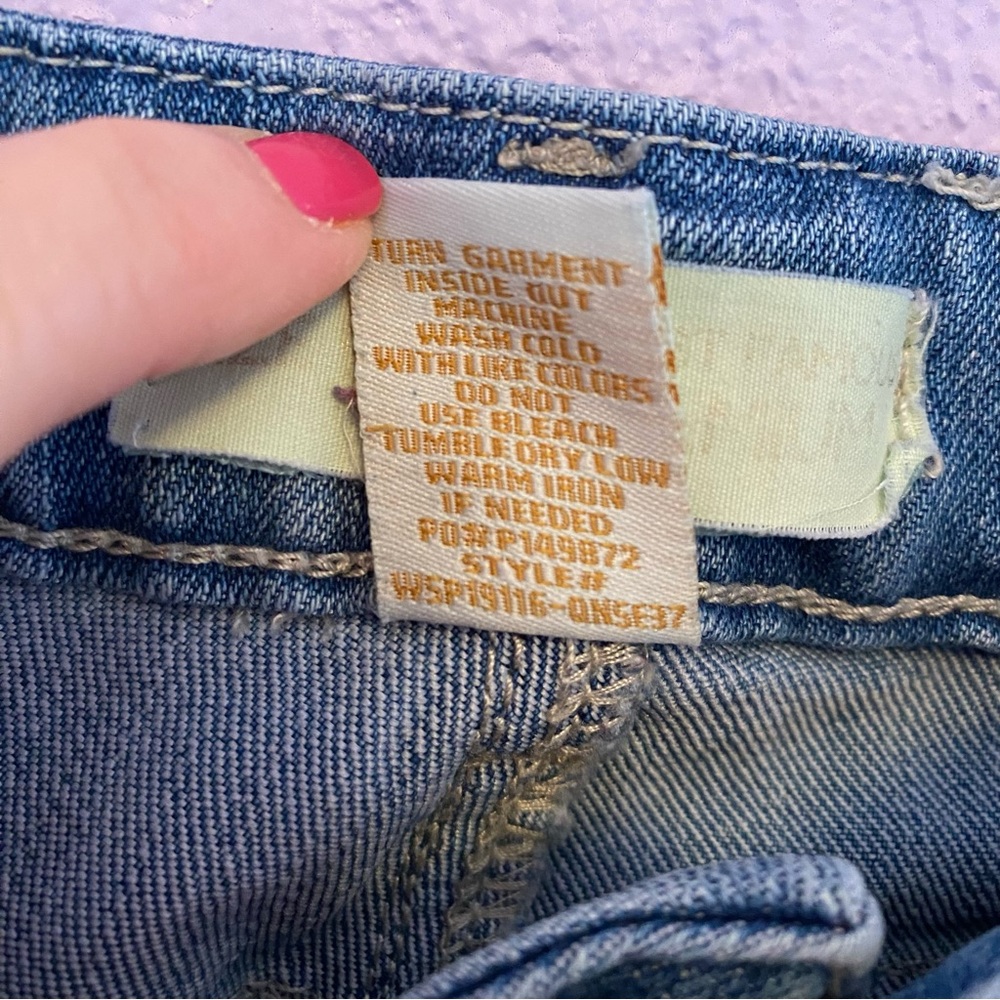 TURN GARMENT
INSIDE OUT
MACHINE
WASH COLD
WITH LIKE COLORS
DO NOT
USE BLEACH
TUMBLE DRY LOW
WARM IRON
IF NEEDED
PO# P149872
STYLE#
WSP19116-QNSE37